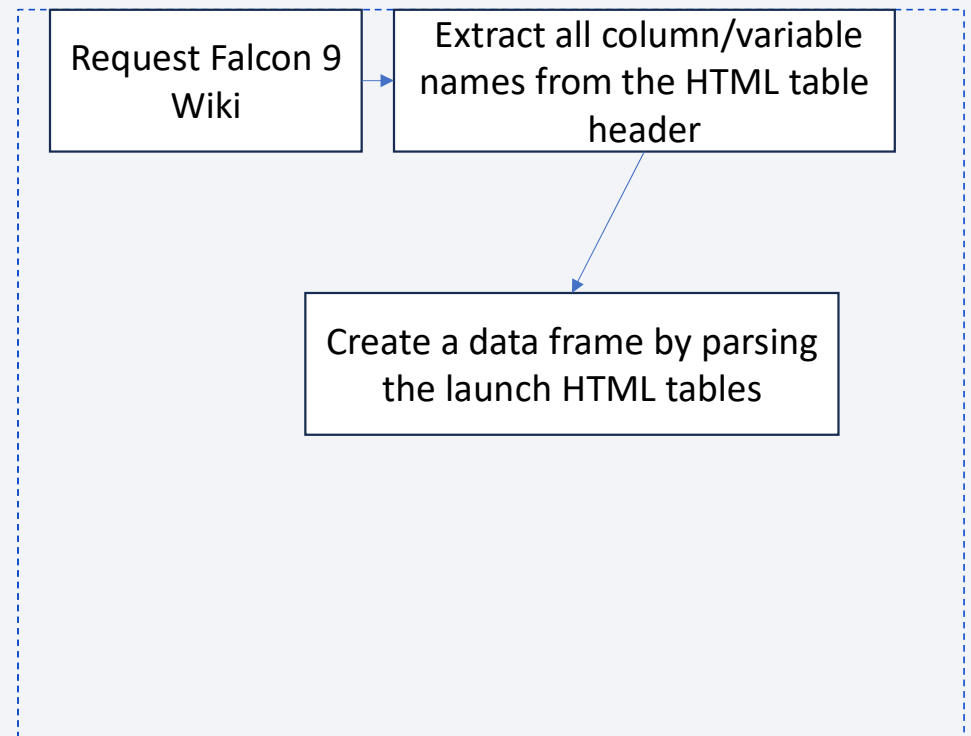 Request Falcon 9
Wiki
Extract all column/variable
names from the HTML table
header
Create a data frame by parsing
the launch HTML tables